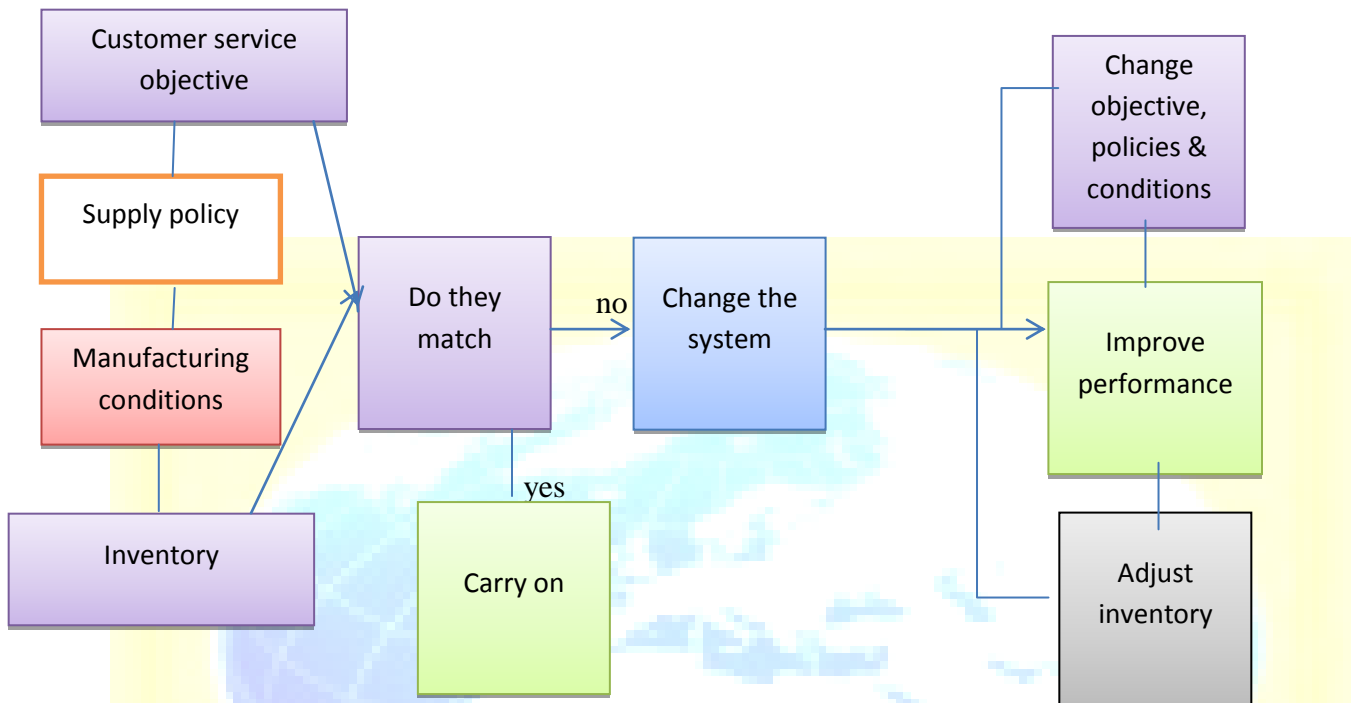 Customer service
objective
Supply policy
Manufacturing
conditions
Inventory
Do they
match
yes
Carry on
no
Change the
system
Change
objective,
policies &
conditions
Improve
performance
Adjust
inventory